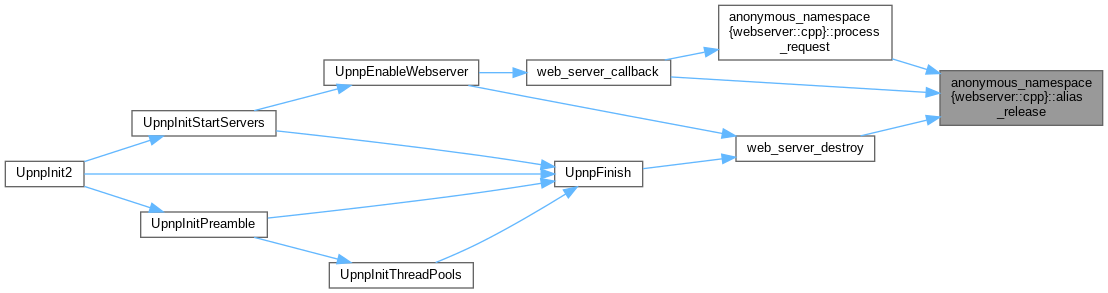 anonymous_namespace
{webserver::cpp}::process
_request
UpnpEnableWebserver
web_server_callback
anonymous_namespace
{webserver::cpp}::alias
_release
UpnpInitStartServers
web_server_destroy
UpnpInit2
UpnpFinish
UpnpInitPreamble
UpnpInitThreadPools